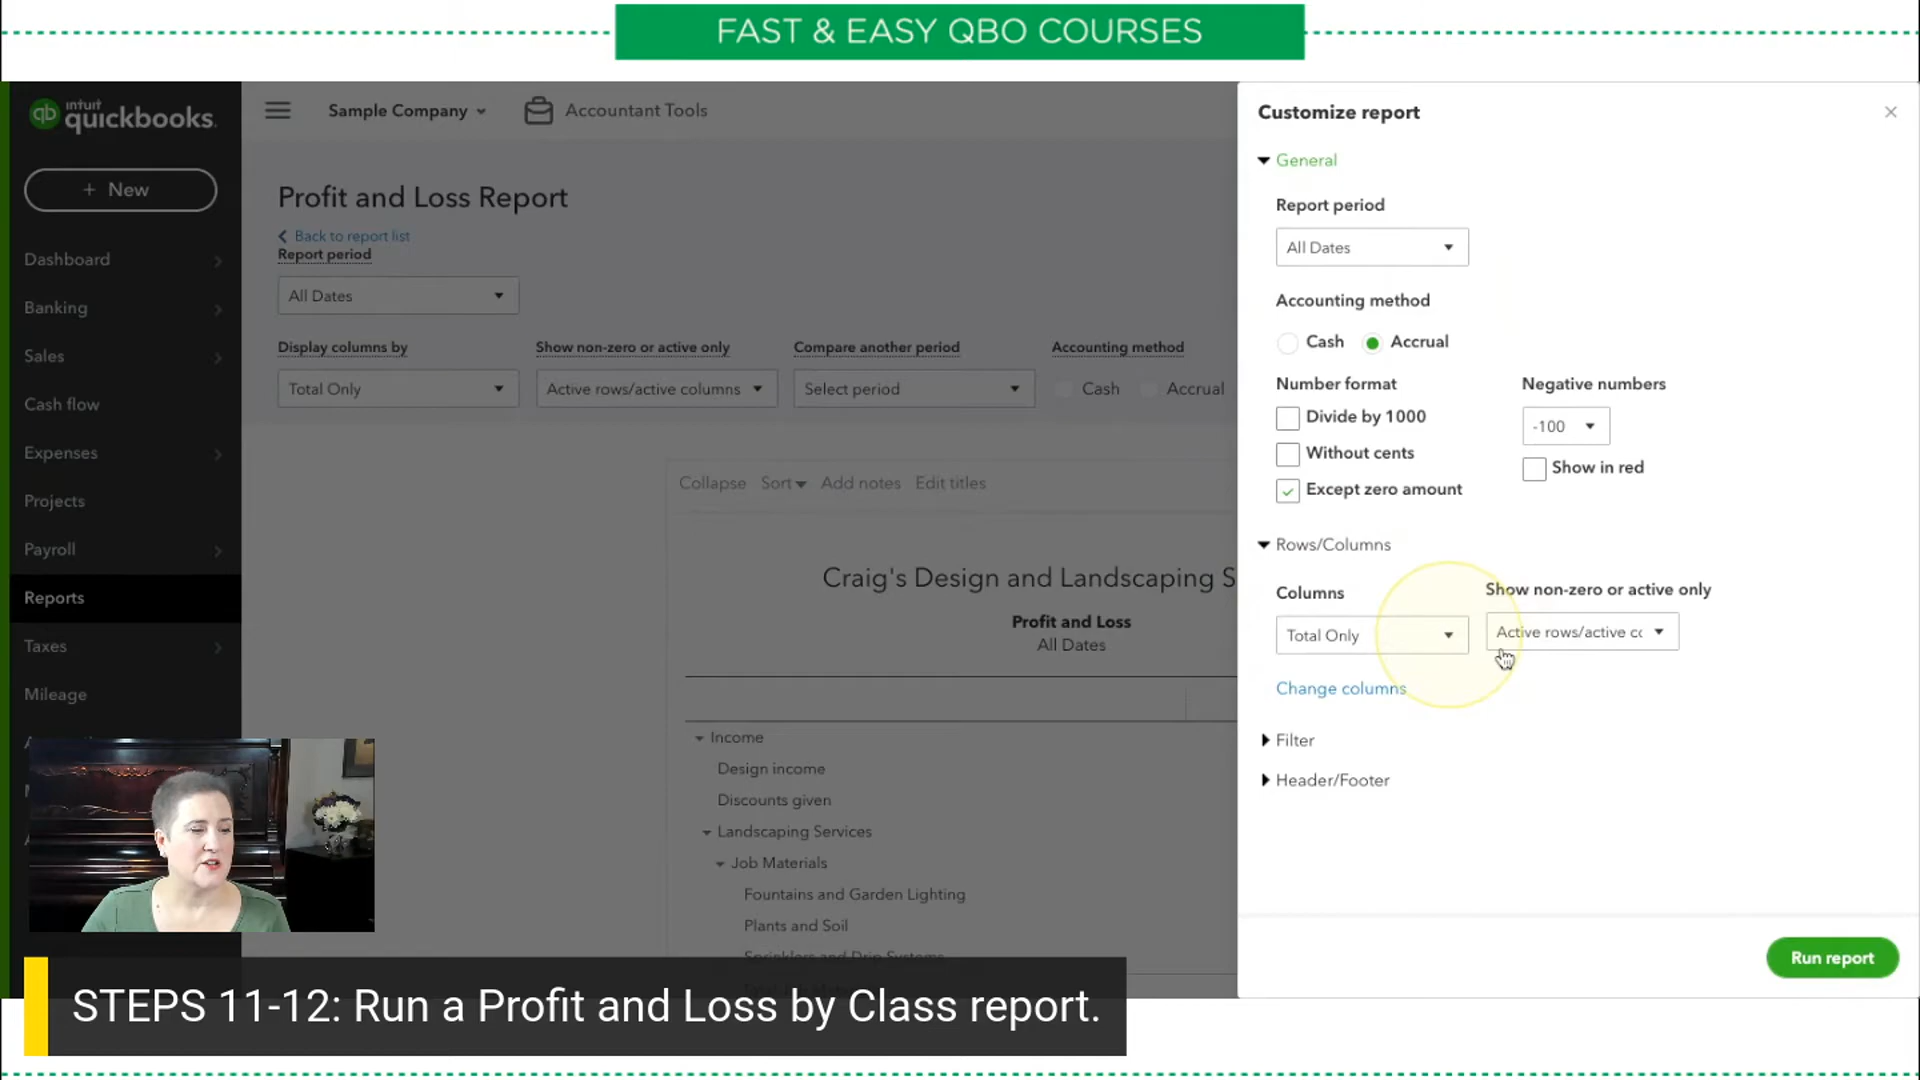 FAST & EASY QBO COURSES
intuit
quickbooks.
qb
Sample Company
Accountant Tools
+ New
Dashboard
Banking
Sales
Cash flow
Expenses
Projects
Payroll
Reports
Taxes
Mileage
Profit and Loss Report
Back to report list
Report period
All Dates
Display columns by
Show non-zero or active only
Compare another period
Accounting method
Total Only
Active rows/active columns
Select period
Cash
Accrual
Collapse
Sort
Add notes
Edit titles
Craig's Design and Landscaping S
Profit and Loss
All Dates
Income
Design income
Discounts given
Landscaping Services
Job Materials
Fountains and Garden Lighting
Plants and Soil
Sprinklers and Drip Systems
Customize report
General
Report period
All Dates
Accounting method
Cash
Accrual
Number format
Negative numbers
Divide by 1000
-100
Without cents
Show in red
Except zero amount
Rows/Columns
Columns
Show non-zero or active only
Total Only
Active rows/active cc
Change columns
Filter
Header/Footer
Run report
STEPS 11-12: Run a Profit and Loss by Class report.